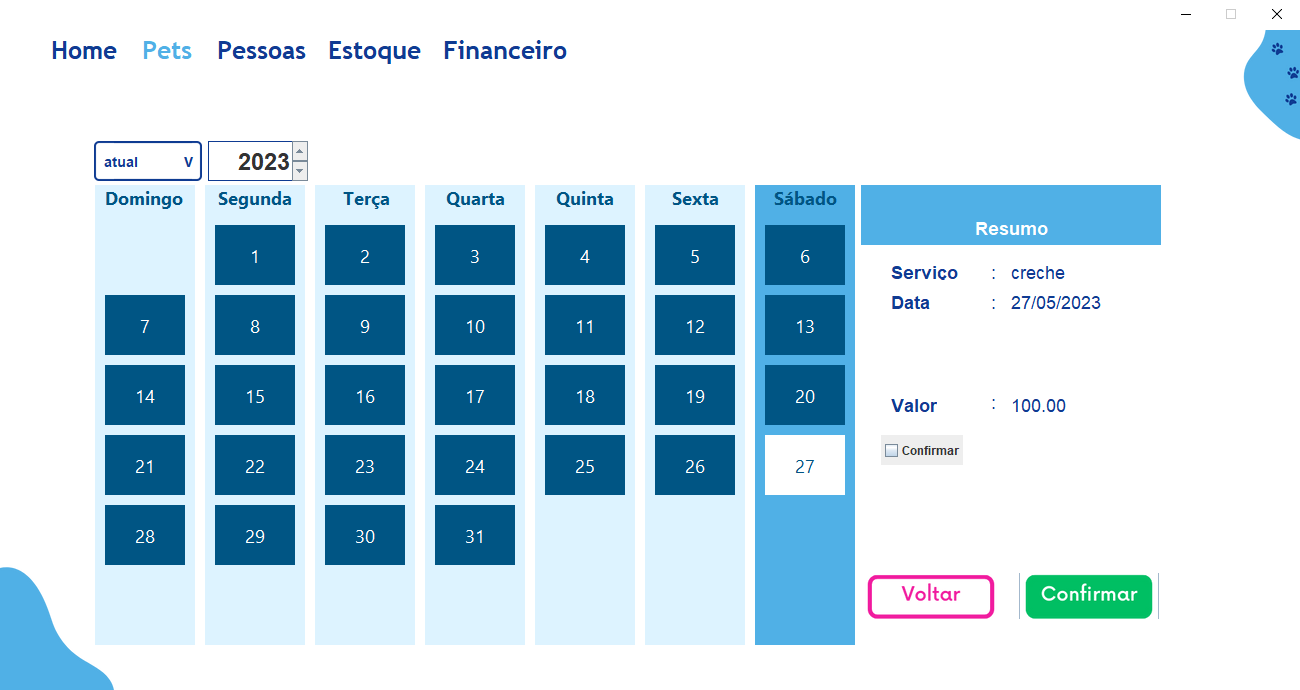 Home Pets Pessoas Estoque Financeiro
atual V 2023
Domingo Segunda Terça Quarta Quinta Sexta Sábado
1 2 3 4 5 6
7 8 9 10 11 12 13
14 15 16 17 18 19 20
21 22 23 24 25 26 27
28 29 30 31
Resumo
Serviço : creche
Data : 27/05/2023
Valor : 100.00
Confirmar
Voltar Confirmar